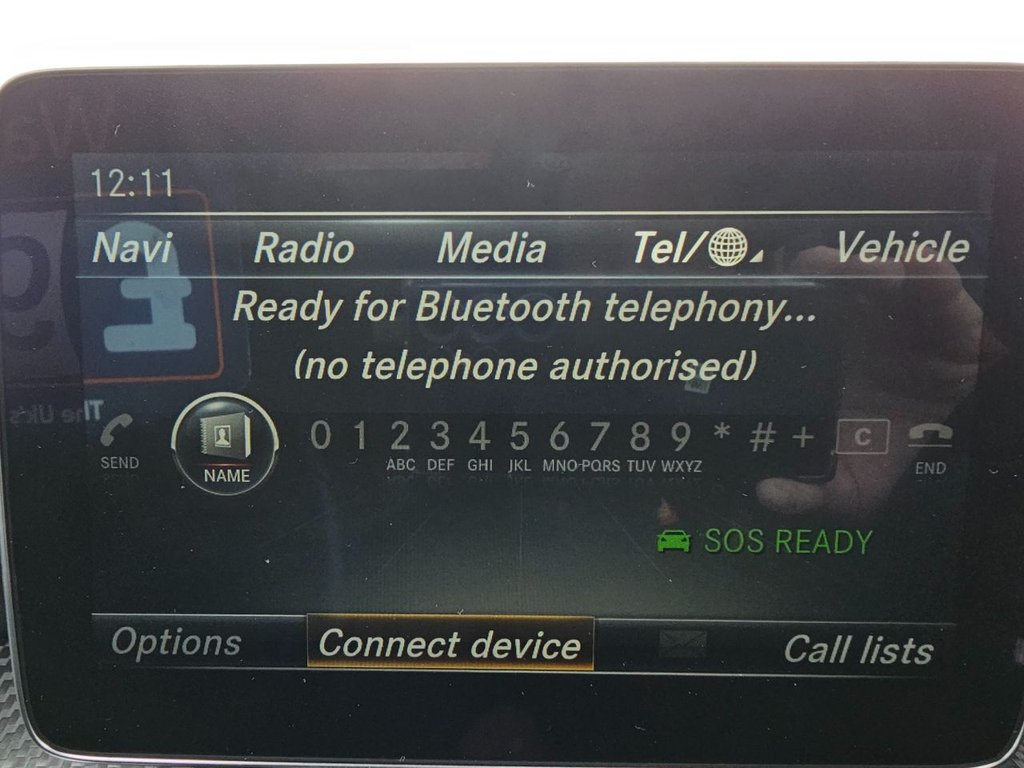 12:11
Navi Radio Media Tel/ Vehicle
Ready for Bluetooth telephony...
(no telephone authorised)
SEND NAME 0 1 2 3 4 5 6 7 8 9 * # + C END
ABC DEF GHI JKL MNO PQRS TUV WXYZ
SOS READY
Options Connect device Call lists
The Uk's